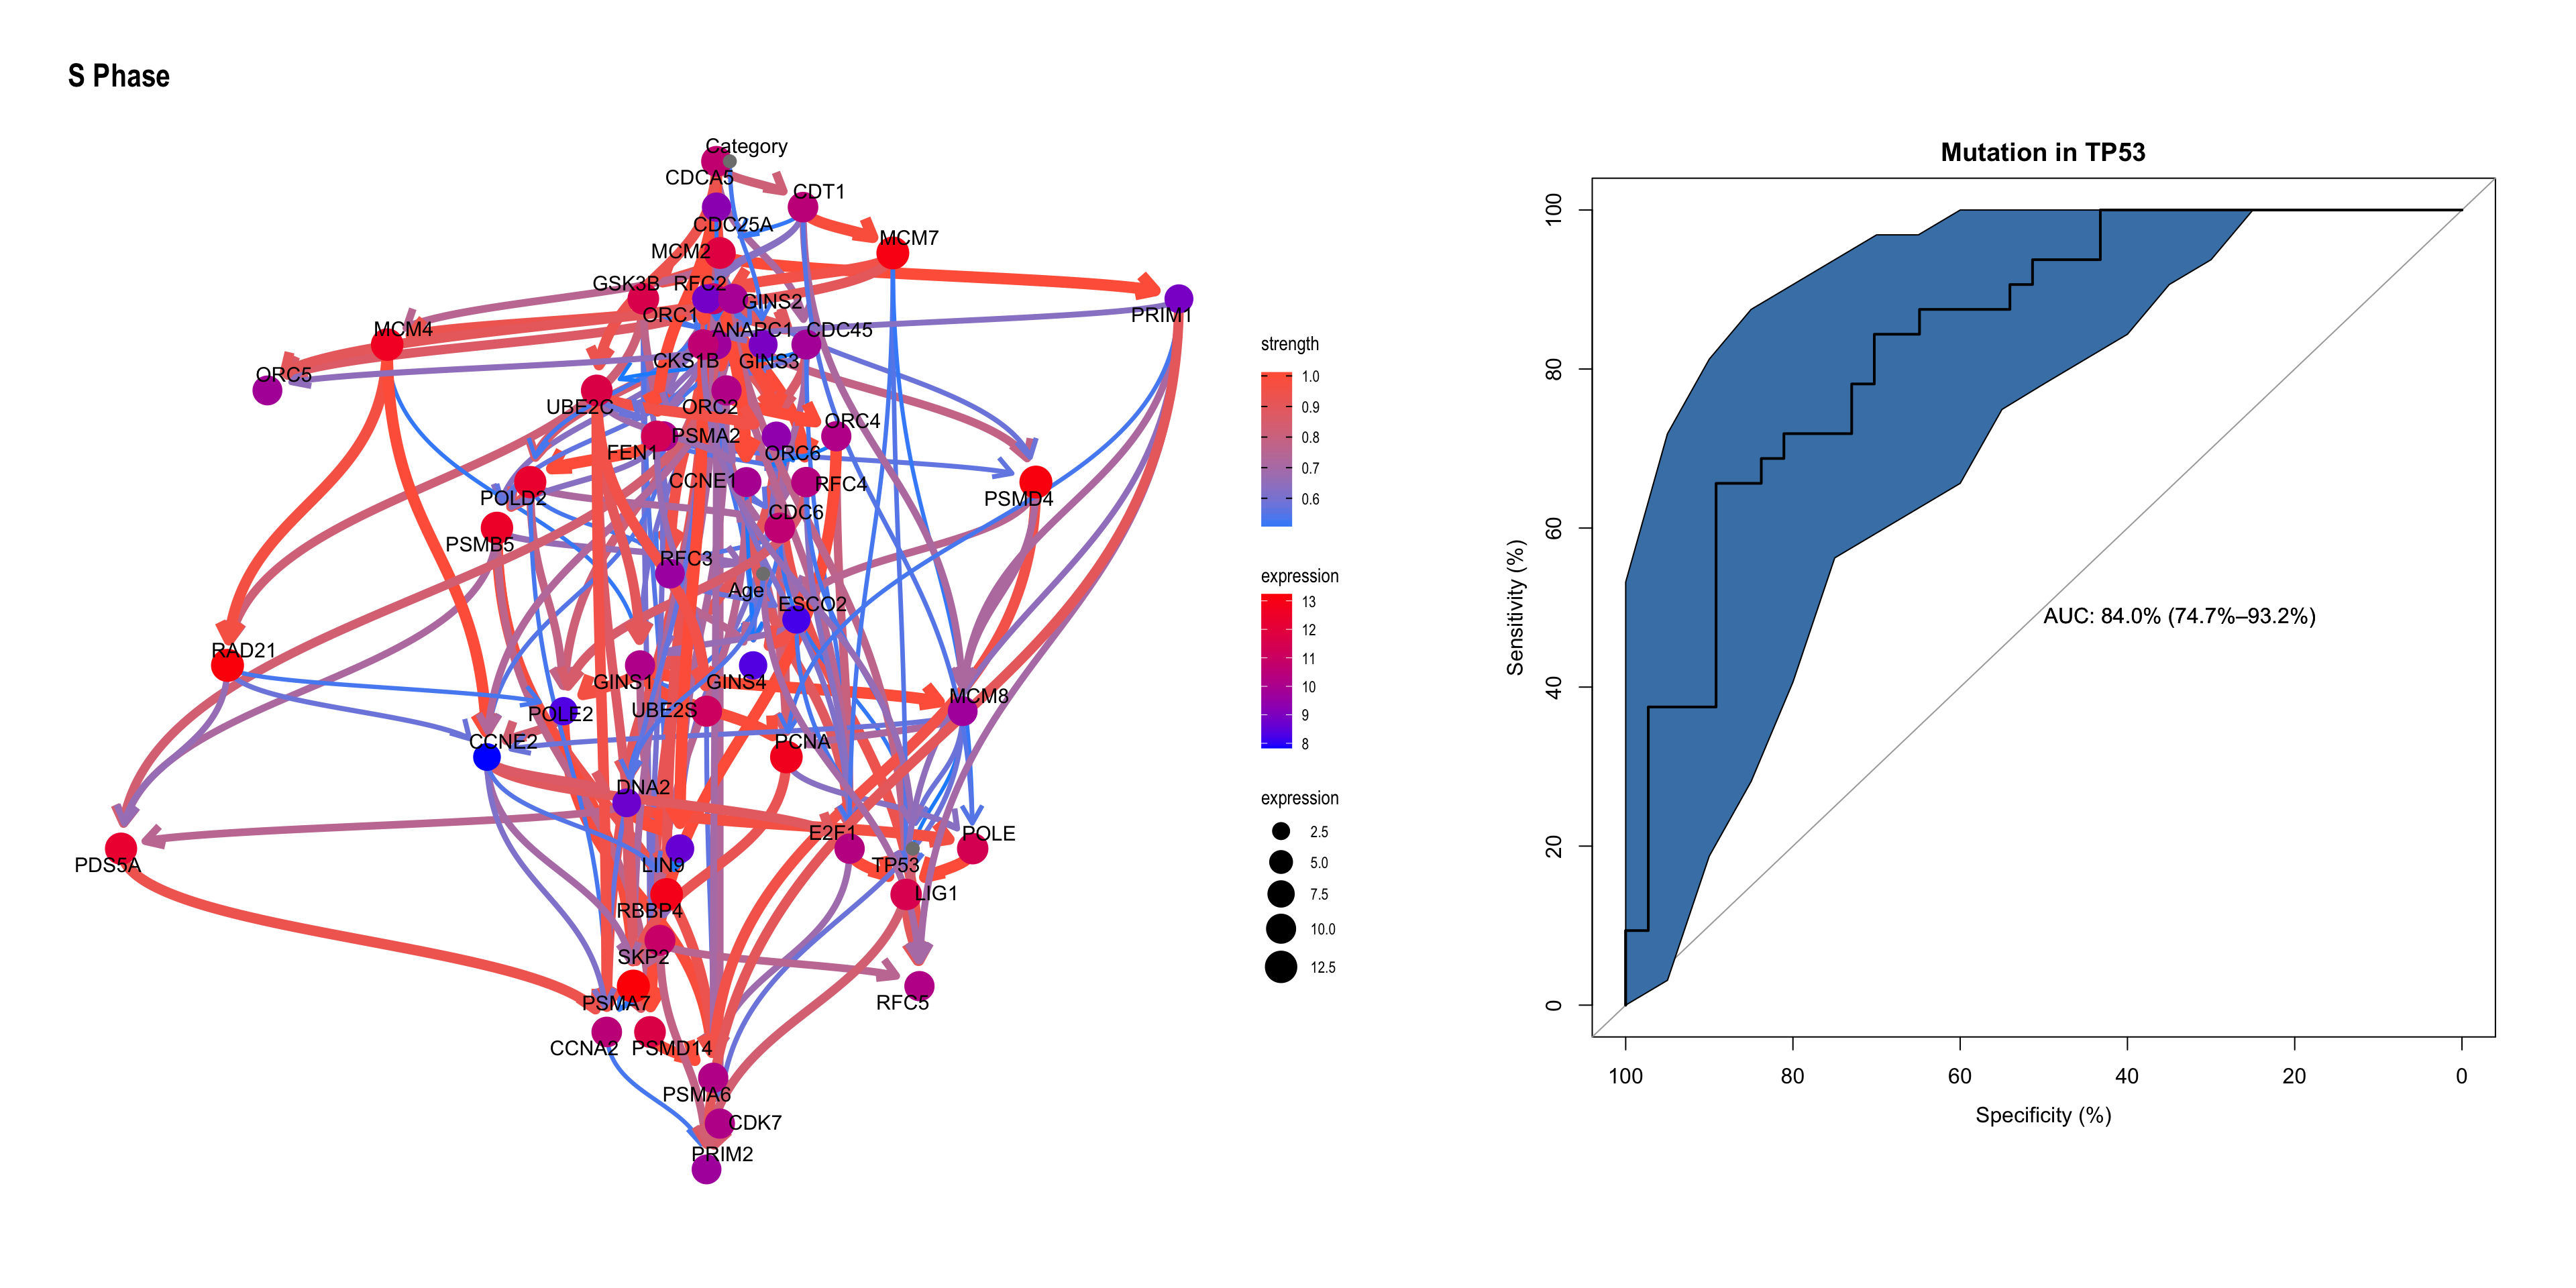 S Phase
Category
CDCA5
CDT1
CDC25A
MCM2
MCM7
GSK3B
RFC2
GINS2
ORC1
PRIM1
MCM4
ANAPC1
CDC45
CKS1B
GINS3
ORC5
UBE2C
ORC2
ORC4
PSMA2
FEN1
ORC6
CCNE1
RFC4
POLD2
PSMD4
CDC6
PSMB5
RFC3
Age
ESCO2
RAD21
GINS1
GINS4
MCM8
POLE2
UBE2S
CCNE2
PCNA
DNA2
E2F1
POLE
PDS5A
LIN9
TP53
LIG1
RBBP4
SKP2
PSMA7
RFC5
CCNA2
PSMD14
PSMA6
CDK7
PRIM2
strength
1.0
0.9
0.8
0.7
0.6
expression
13
12
11
10
9
8
expression
2.5
5.0
7.5
10.0
12.5
Mutation in TP53
Sensitivity (%)
100
80
60
40
20
0
AUC: 84.0% (74.7%–93.2%)
100
80
60
40
20
0
Specificity (%)